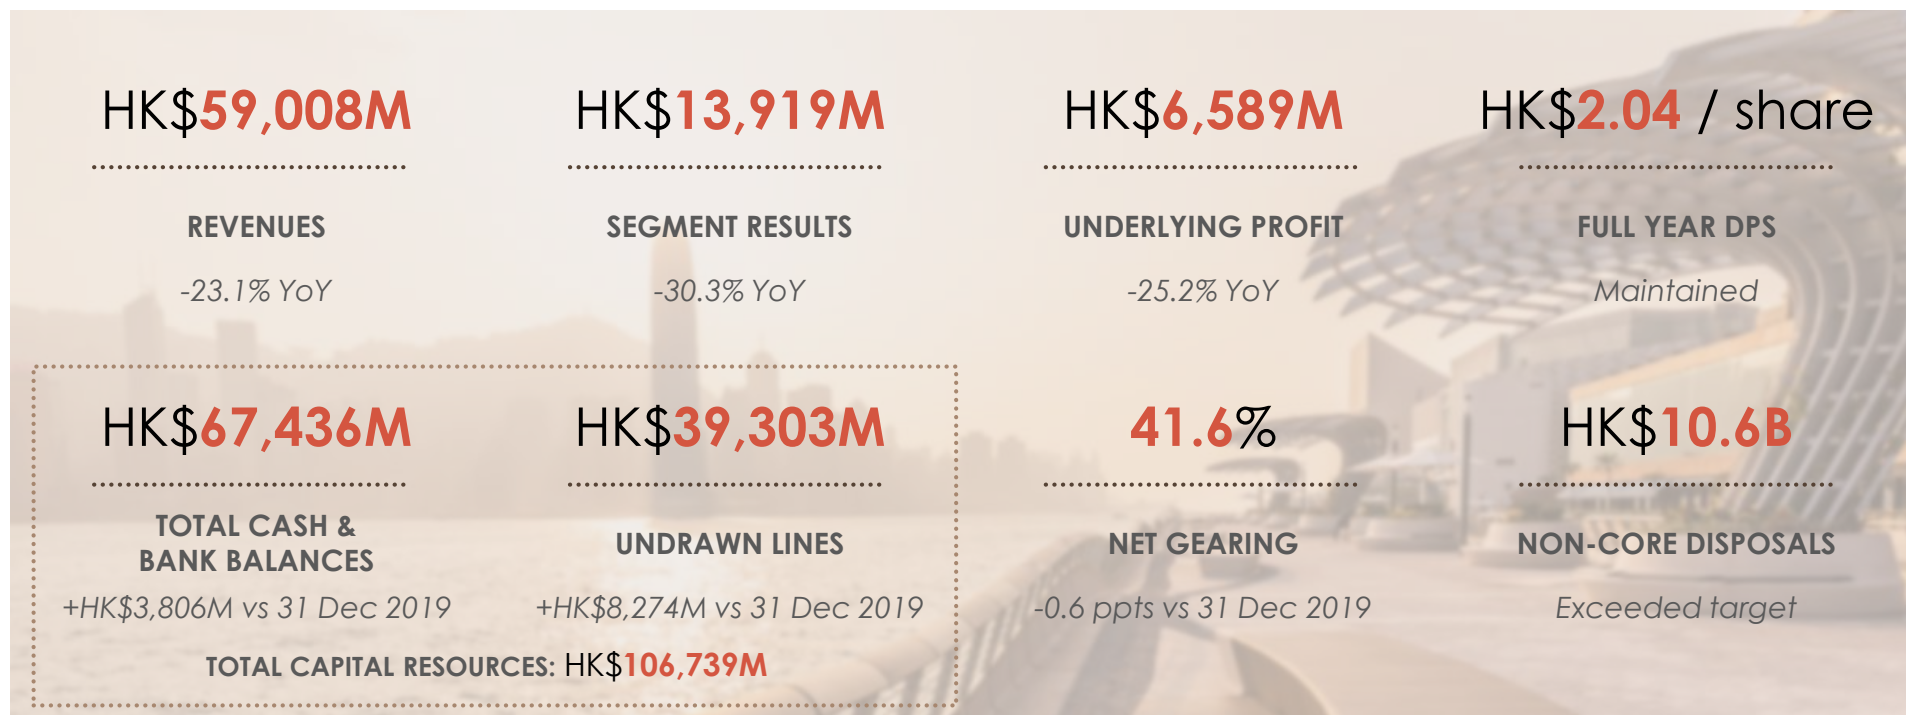 HK$59,008M
REVENUES
-23.1% YoY
HK$13,919M
SEGMENT RESULTS
-30.3% YoY
HK$6,589M
UNDERLYING PROFIT
-25.2% YoY
HK$2.04 / share
FULL YEAR DPS
Maintained
HK$67,436M
TOTAL CASH &
BANK BALANCES
+HK$3,806M vs 31 Dec 2019
HK$39,303M
UNDRAWN LINES
+HK$8,274M vs 31 Dec 2019
TOTAL CAPITAL RESOURCES: HK$106,739M
41.6%
NET GEARING
-0.6 ppts vs 31 Dec 2019
HK$10.6B
NON-CORE DISPOSALS
Exceeded target